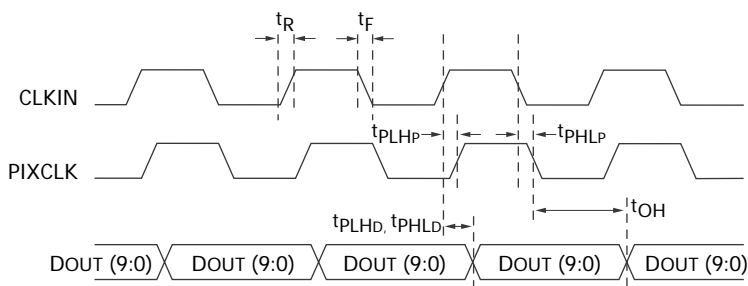 tR tF
CLKIN
tPLHP tPHLP
PIXCLK
tPLHD, tPHLD tOH
DOUT (9:0) DOUT (9:0) DOUT (9:0) DOUT (9:0) DOUT (9:0)